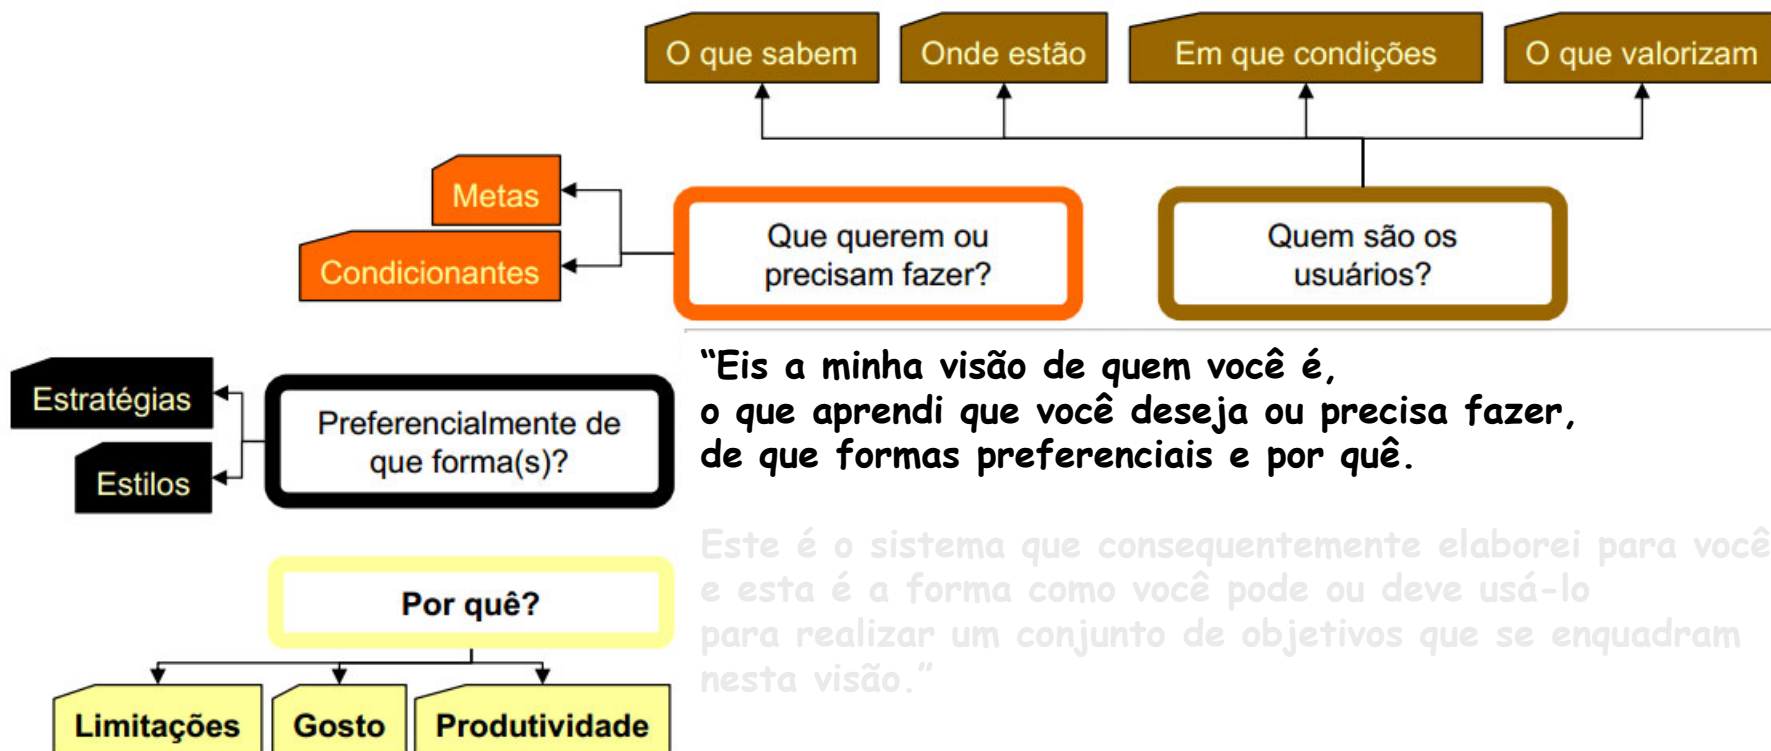 O que sabem
Onde estão
Em que condições
O que valorizam
Metas
Condicionantes
Que querem ou
precisam fazer?
Quem são os
usuários?
Estratégias
Estilos
Preferencialmente de
que forma(s)?
“Eis a minha visão de quem você é,
o que aprendi que você deseja ou precisa fazer,
de que formas preferenciais e por quê.
Este é o sistema que consequentemente elaborei para você
e esta é a forma como você pode ou deve usá-lo
para realizar um conjunto de objetivos que se enquadram
nesta visão.”
Por quê?
Limitações
Gosto
Produtividade